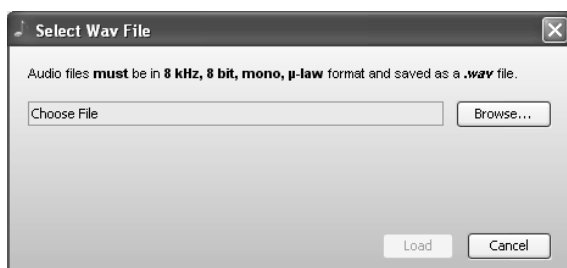 Select Wav File
Audio files must be in 8 kHz, 8 bit, mono, µ-law format and saved as a .wav file.
Choose File
Browse...
Load
Cancel